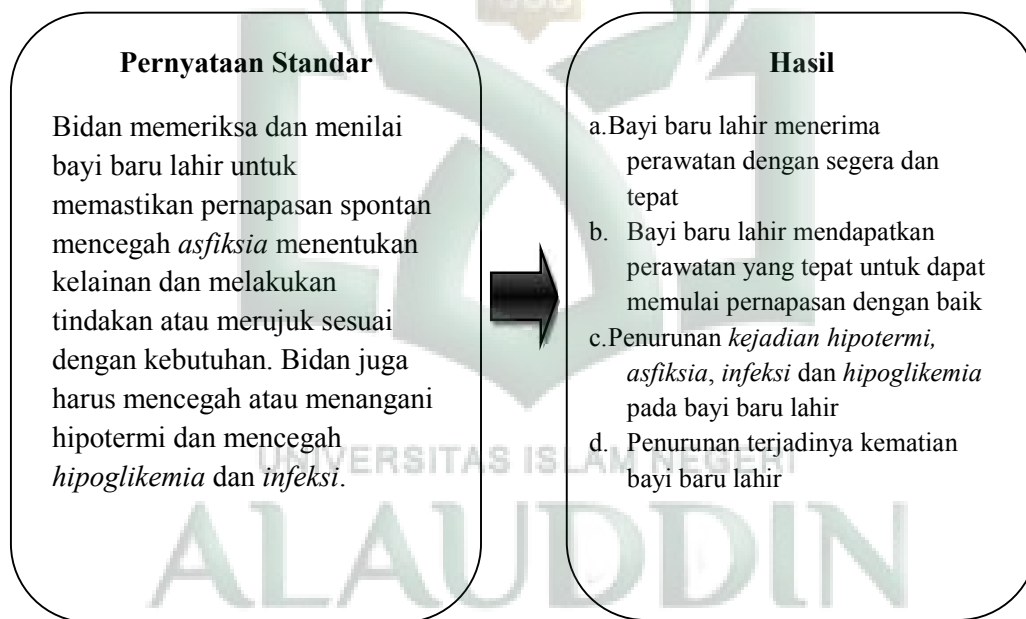 Pernyataan Standar
Bidan memeriksa dan menilai
bayi baru lahir untuk
memastikan pernapasan spontan
mencegah asfiksia menentukan
kelainan dan melakukan
tindakan atau merujuk sesuai
dengan kebutuhan. Bidan juga
harus mencegah atau menangani
hipotermi dan mencegah
hipoglikemia dan infeksi.
Hasil
a.Bayi baru lahir menerima
perawatan dengan segera dan
tepat
b. Bayi baru lahir mendapatkan
perawatan yang tepat untuk dapat
memulai pernapasan dengan baik
c.Penurunan kejadian hipotermi,
asfiksia, infeksi dan hipoglikemia
pada bayi baru lahir
d. Penurunan terjadinya kematian
bayi baru lahir
UNIVERSITAS ISLAM NEGERI
ALAUDDIN